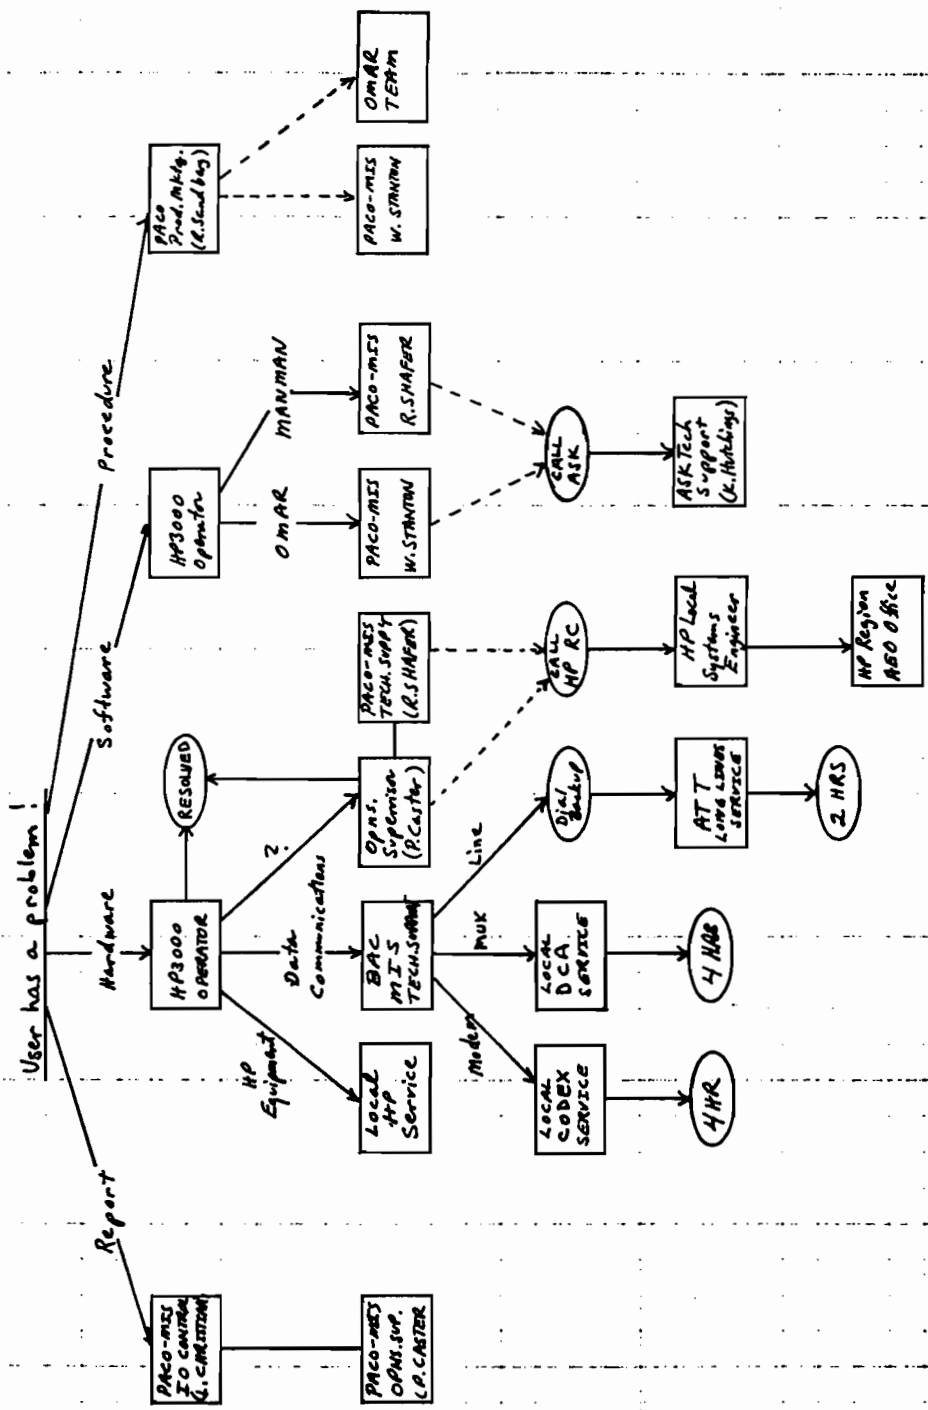 User has a problem!
Report
Hardware
Software
Procedure
PACO-MIS
IO CONTROL
(L. CHRISTIAN)
HP3000
OPERATOR
RESOLVED
HP3000
Operator
PACO
Prod. Mktg.
(R. Sandberg)
HP
Equipment
Data
Communications
?
OMAR
MANMAN
PACO-MIS
OPNS. SUP.
(P. CASTER
Local
HP
Service
BAC
MIS
TECH. SUPPORT
Opns.
Supervisor
(P. Caster)
PACO-MIS
TECH. SUPPT
(R. SHAFER)
PACO-MIS
W. STANTON
PACO-MIS
R. SHAFER
PACO-MIS
W. STANTON
OMAR
TEAM
Modem
MUX
Line
LOCAL
CODEX
SERVICE
LOCAL
DCA
SERVICE
Dial
Backup
CALL
HP RC
CALL
ASK
4 HR
4 HRS
ATT
LONG LINES
SERVICE
HP Local
Systems
Engineer
ASK Tech
Support
(K. Hutchings)
2 HRS
HP Region
AEO Office